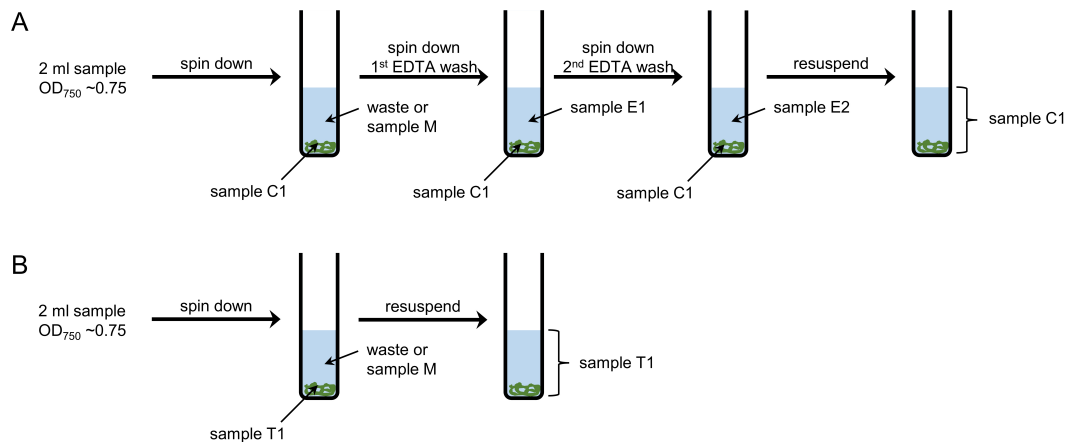 A
2 ml sample
OD750 ~0.75
spin down
waste or
sample M
sample C1
spin down
1st EDTA wash
sample E1
sample C1
spin down
2nd EDTA wash
sample E2
sample C1
resuspend
sample C1
B
2 ml sample
OD750 ~0.75
spin down
waste or
sample M
sample T1
resuspend
sample T1